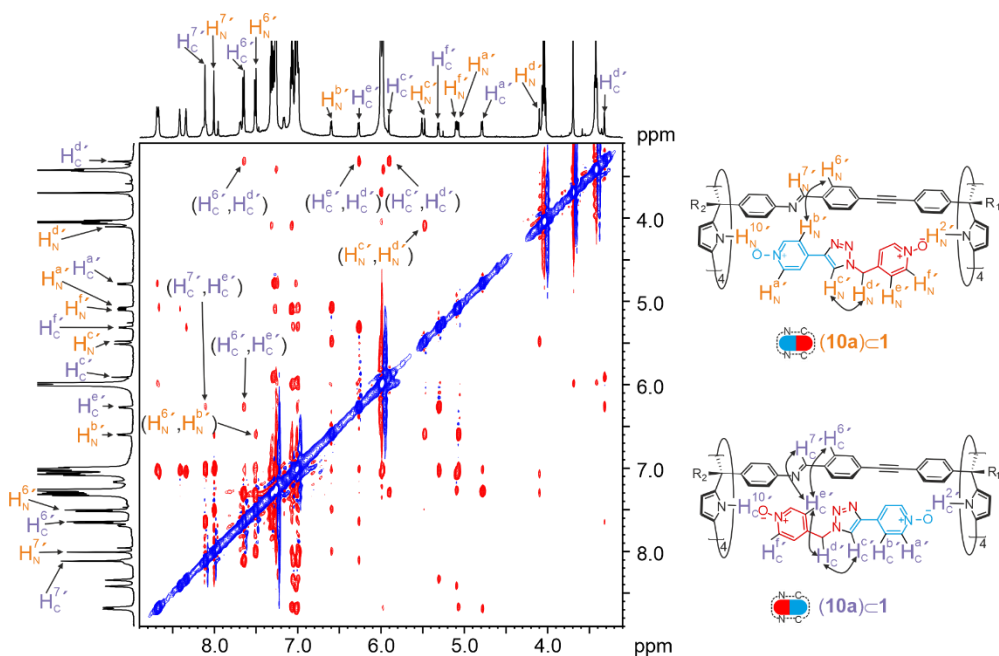 H_C^7′ H_N^7′ H_C^6′ H_N^6′
H_N^b′ H_C^e′ H_C^c′ H_N^c′ H_C^f′ H_N^f′ H_N^a′ H_C^a′ H_N^d′ H_C^d′
ppm
H_C^d′
H_N^d′
H_C^a′
H_N^a′
H_N^f′
H_C^f′
H_N^c′
H_C^c′
H_C^e′
H_N^b′
H_N^6′
H_C^6′
H_N^7′
H_C^7′
(H_C^6′,H_C^d′)
(H_C^e′,H_C^d′)
(H_C^c′,H_C^d′)
(H_N^c′,H_N^d′)
(H_C^7′,H_C^e′)
(H_C^6′,H_C^e′)
(H_N^6′,H_N^b′)
4.0
5.0
6.0
7.0
8.0
8.0 7.0 6.0 5.0 4.0 ppm
H_N^7′ H_N^6′
R2 N R1
H_N^b′
N H_N^10′ H_N^2′ N
4 4
-O N+ N N N N+ O-
H_N^a′ H_N^c′ H_N^d′ H_N^e′ H_N^f′
N C
N C
(10a)⊂1
H_C^7′ H_C^6′
R2 N R1
N H_C^10′ H_C^e′ H_C^2′ N
4 4
-O N+ N N N N+ O-
H_C^f′ H_C^d′ H_C^c′ H_C^b′ H_C^a′
N C
N C
(10a)⊂1